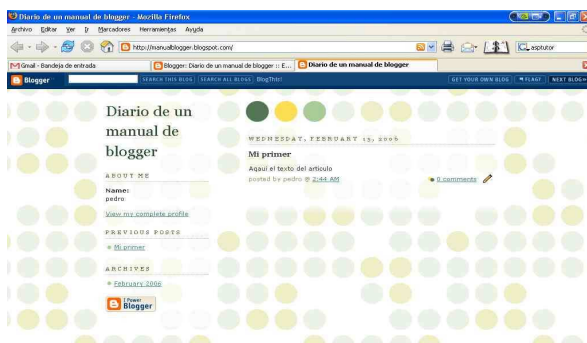 Diario de un manual de blogger - Mozilla Firefox
Archivo Editar Ver Ir Marcadores Herramientas Ayuda
http://manualblogger.blogspot.com/
asptutor
Gmail - Bandeja de entrada
Blogger: Diario de un manual de blogger :: E...
Diario de un manual de blogger
Blogger
SEARCH THIS BLOG
SEARCH ALL BLOGS
BlogThis!
GET YOUR OWN BLOG
FLAG?
NEXT BLOG»
Diario de un
manual de
blogger
ABOUT ME
Name:
pedro
View my complete profile
PREVIOUS POSTS
Mi primer
ARCHIVES
February 2006
I Power
Blogger
WEDNESDAY, FEBRUARY 15, 2006
Mi primer
Aqauí el texto del articulo
posted by pedro @ 2:44 AM
0 comments